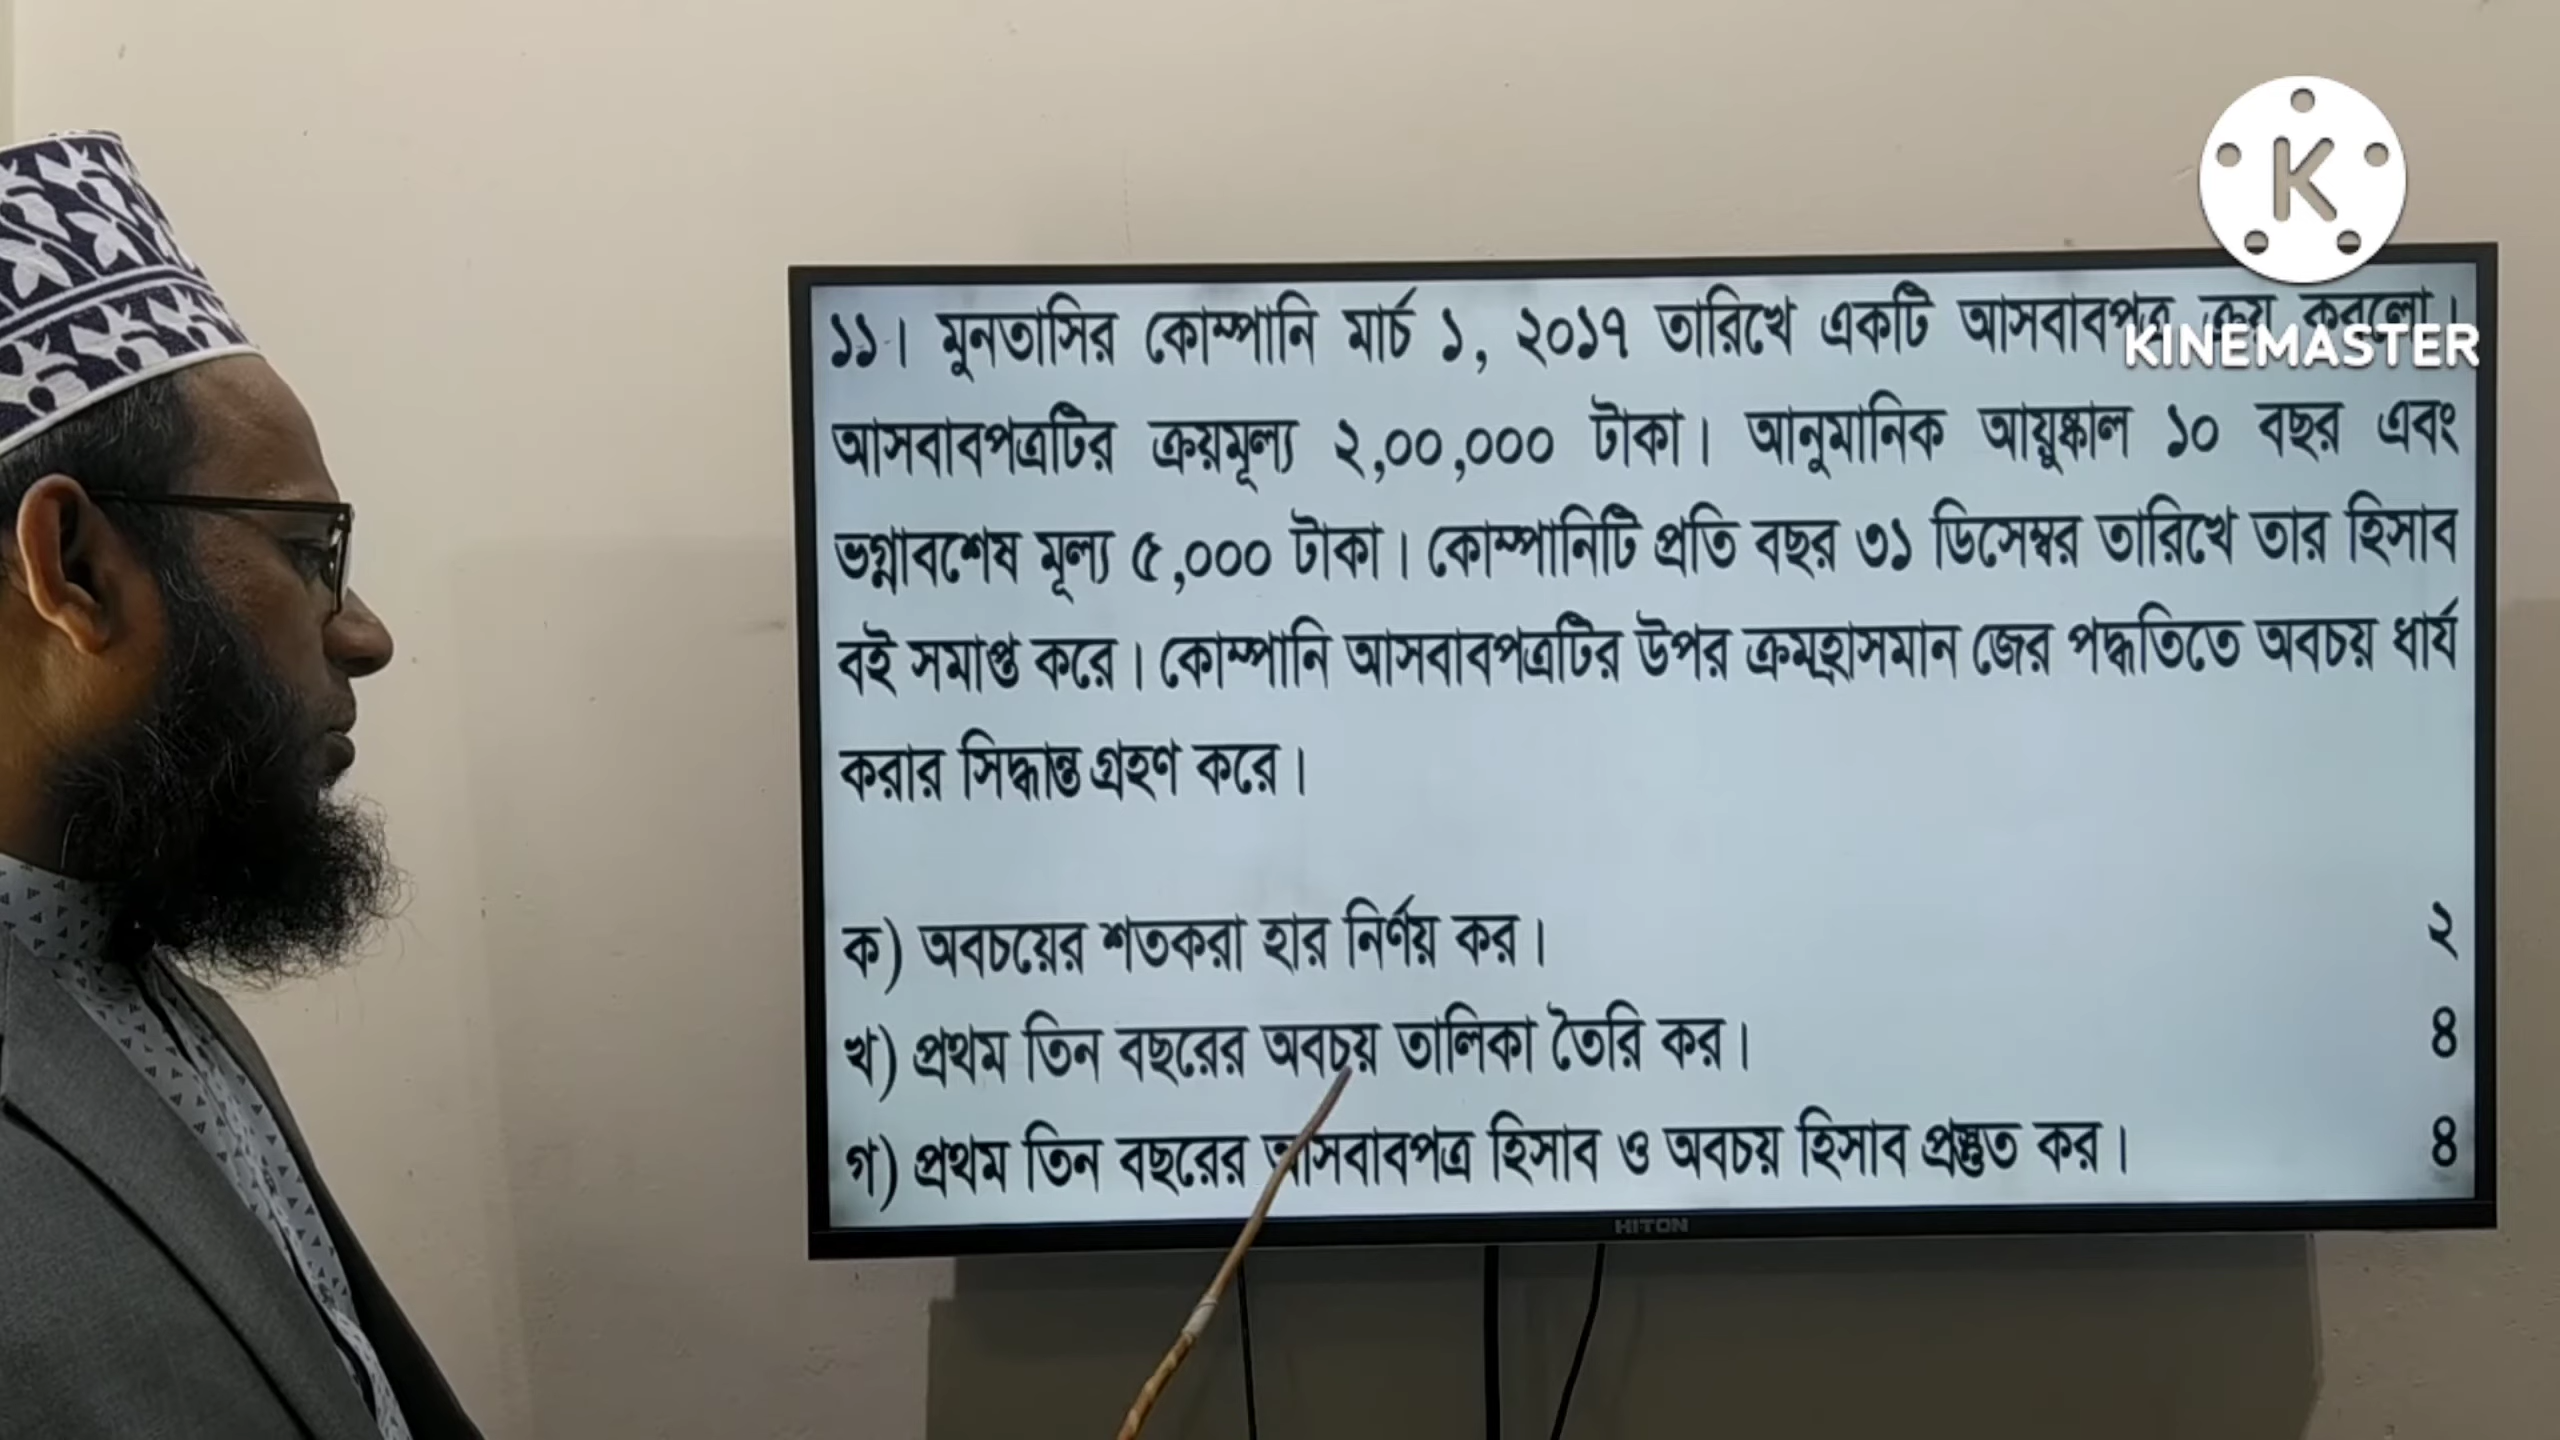 K
KINEMASTER
১১। মুনতাসির কোম্পানি মার্চ ১, ২০১৭ তারিখে একটি আসবাবপত্র ক্রয় করলো।
আসবাবপত্রটির ক্রয়মূল্য ২,০০,০০০ টাকা। আনুমানিক আয়ুষ্কাল ১০ বছর এবং
ভগ্নাবশেষ মূল্য ৫,০০০ টাকা। কোম্পানিটি প্রতি বছর ৩১ ডিসেম্বর তারিখে তার হিসাব
বই সমাপ্ত করে। কোম্পানি আসবাবপত্রটির উপর ক্রমহ্রাসমান জের পদ্ধতিতে অবচয় ধার্য
করার সিদ্ধান্ত গ্রহণ করে।
ক) অবচয়ের শতকরা হার নির্ণয় কর। ২
খ) প্রথম তিন বছরের অবচয় তালিকা তৈরি কর। ৪
গ) প্রথম তিন বছরের আসবাবপত্র হিসাব ও অবচয় হিসাব প্রস্তুত কর। ৪
HITON